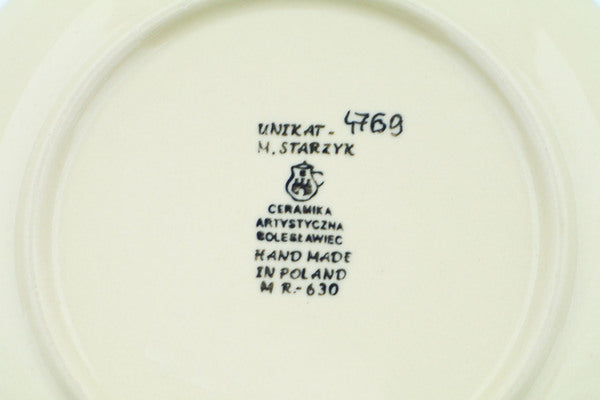 UNIKAT- 4769
M. STARZYK
CERAMIKA
ARTYSTYCZNA
BOLESŁAWIEC
HAND MADE
IN POLAND
M R.-630